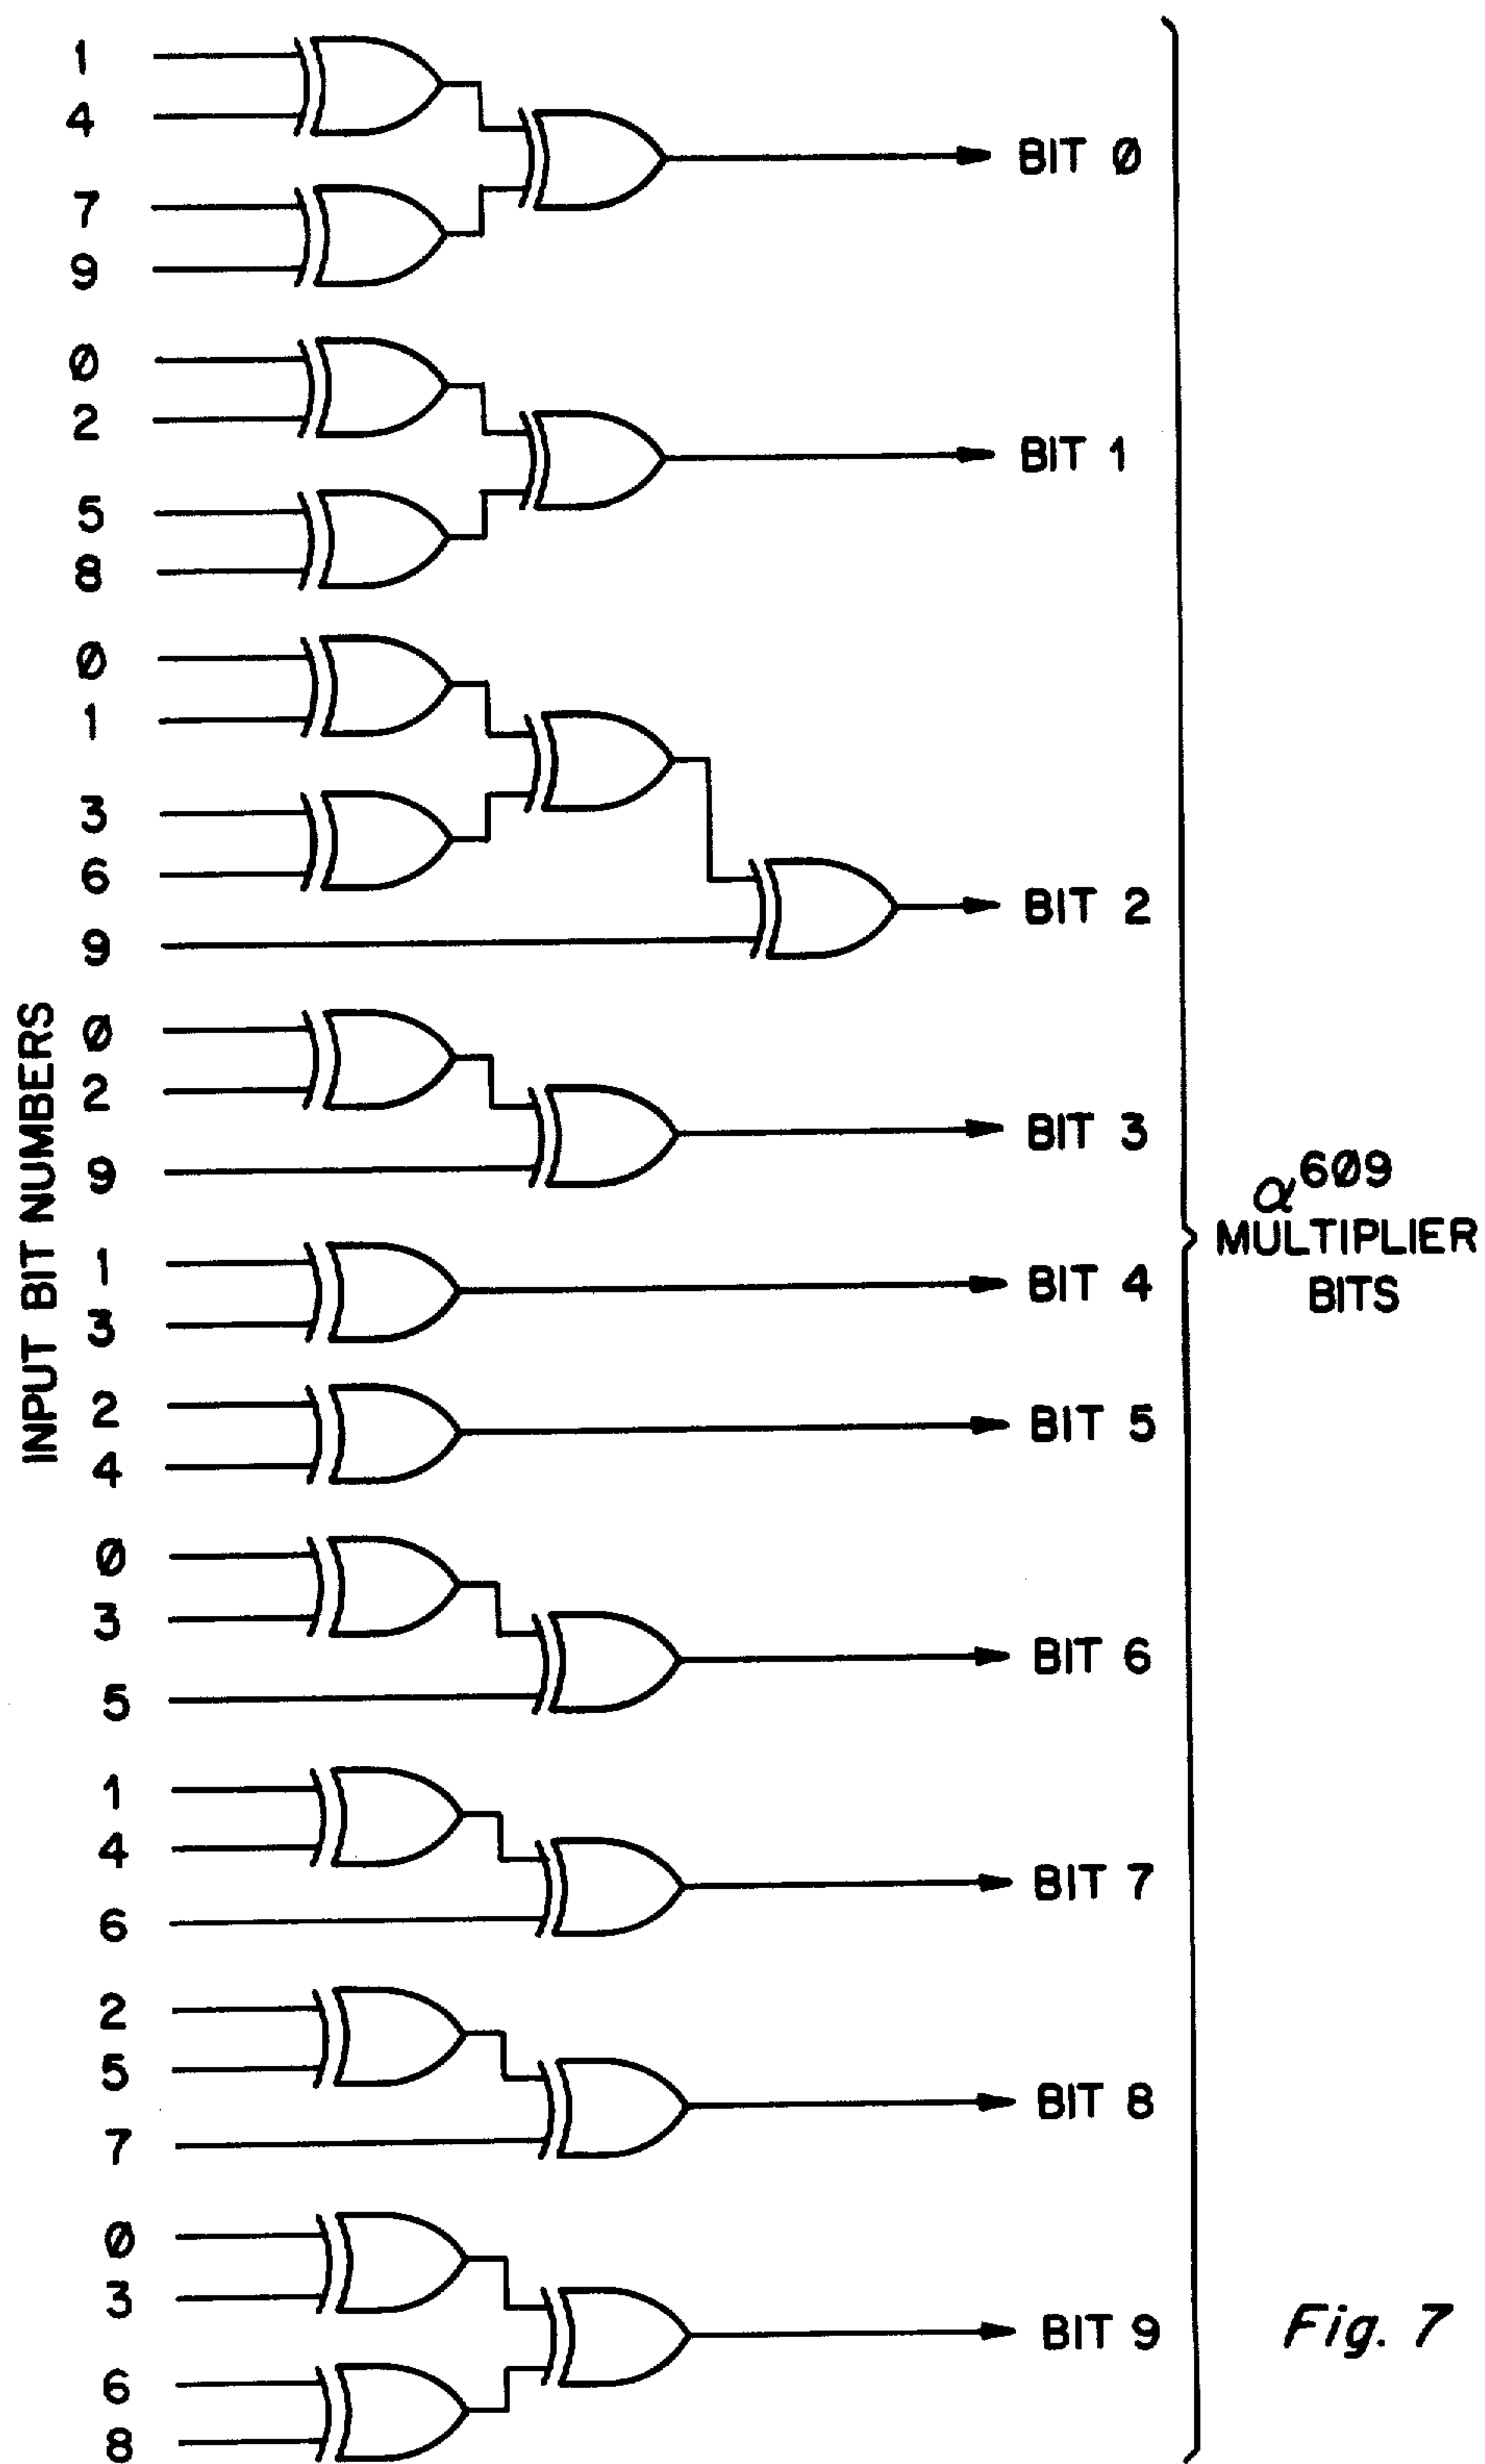 1
4
BIT Ø
7
9
Ø
2
BIT 1
5
8
Ø
1
3
6
BIT 2
9
INPUT BIT NUMBERS
Ø
2
BIT 3
9
α609
MULTIPLIER
BITS
1
BIT 4
3
2
BIT 5
4
Ø
3
BIT 6
5
1
4
BIT 7
6
2
5
BIT 8
7
Ø
3
BIT 9
6
8
Fig. 7